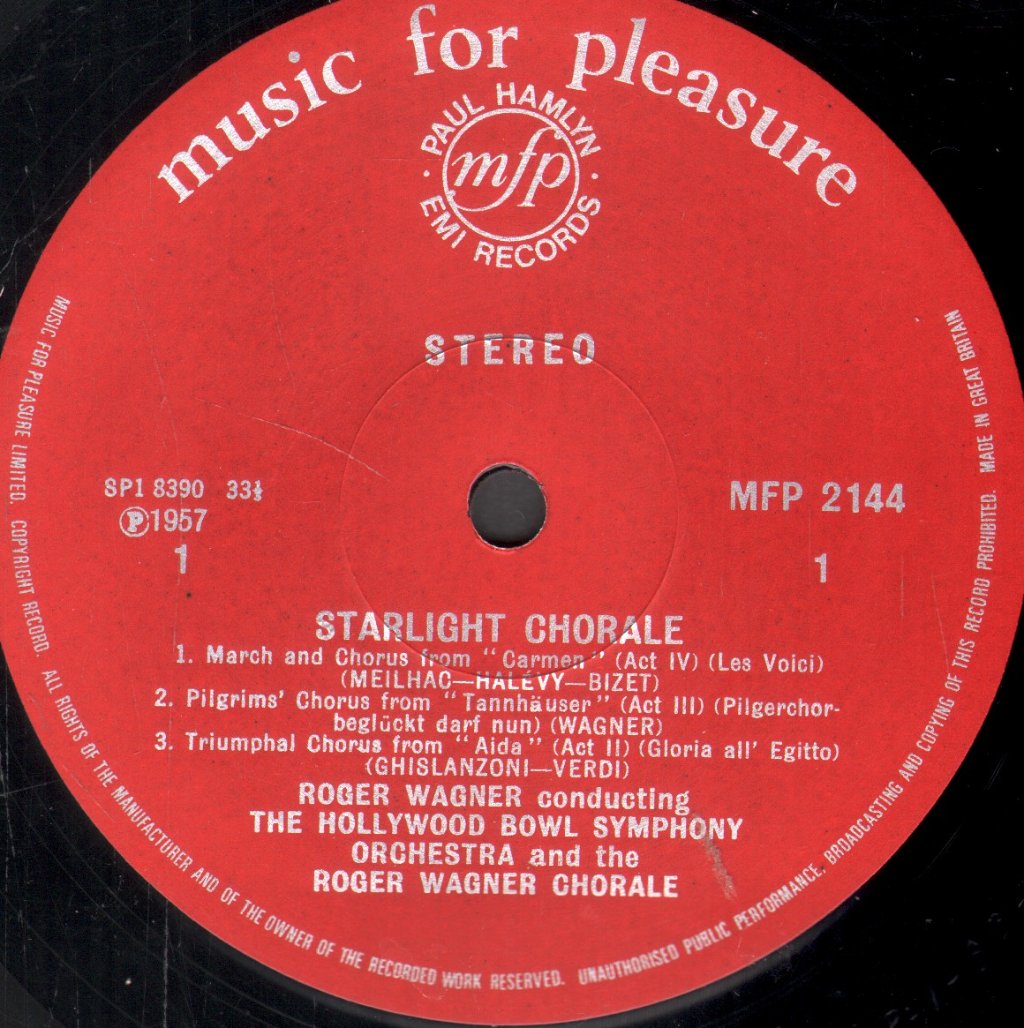 music for pleasure
· PAUL HAMLYN ·
mfp
EMI RECORDS
STEREO
SP1 8390 33⅓
Ⓟ1957
1
MFP 2144
1
STARLIGHT CHORALE
1. March and Chorus from "Carmen" (Act IV) (Les Voici)
(MEILHAC—HALÉVY—BIZET)
2. Pilgrims' Chorus from "Tannhäuser" (Act III) (Pilgerchor-
beglückt darf nun) (WAGNER)
3. Triumphal Chorus from "Aida" (Act II) (Gloria all' Egitto)
(GHISLANZONI—VERDI)
ROGER WAGNER conducting
THE HOLLYWOOD BOWL SYMPHONY
ORCHESTRA and the
ROGER WAGNER CHORALE
MUSIC FOR PLEASURE LIMITED. COPYRIGHT RECORD. ALL RIGHTS OF THE MANUFACTURER AND OF THE OWNER OF THE RECORDED WORK RESERVED. UNAUTHORISED PUBLIC PERFORMANCE, BROADCASTING AND COPYING OF THIS RECORD PROHIBITED. MADE IN GREAT BRITAIN